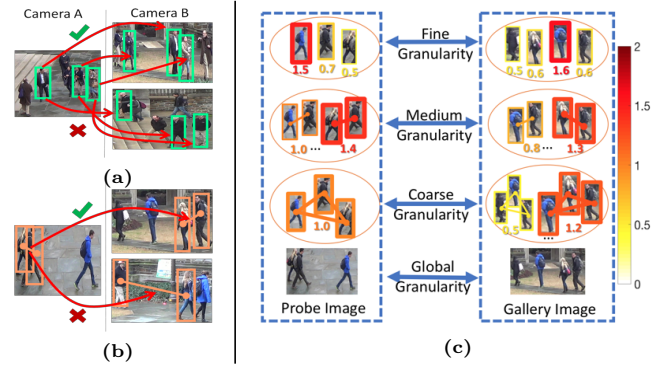 Camera A
Camera B
(a)
(b)
1.5
0.7
0.5
Fine
Granularity
0.5
0.6
1.6
0.6
1.0
...
1.4
Medium
Granularity
0.8
...
1.3
1.0
Coarse
Granularity
0.5
...
1.2
Global
Granularity
Probe Image
Gallery Image
(c)
2
1.5
1
0.5
0